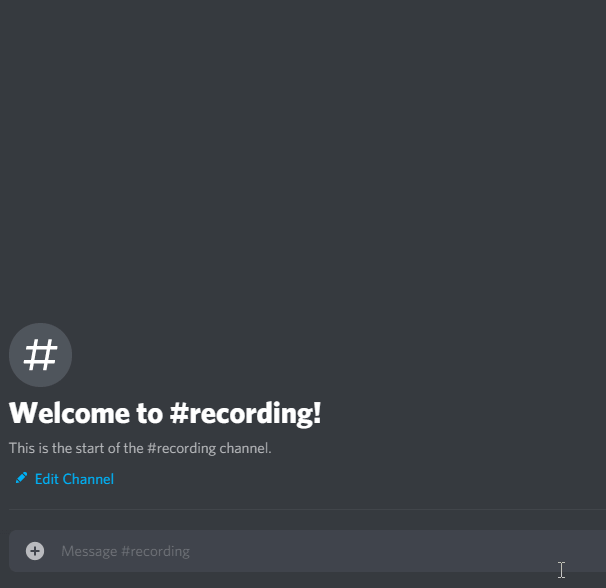 #
Welcome to #recording!
This is the start of the #recording channel.
Edit Channel
Message #recording